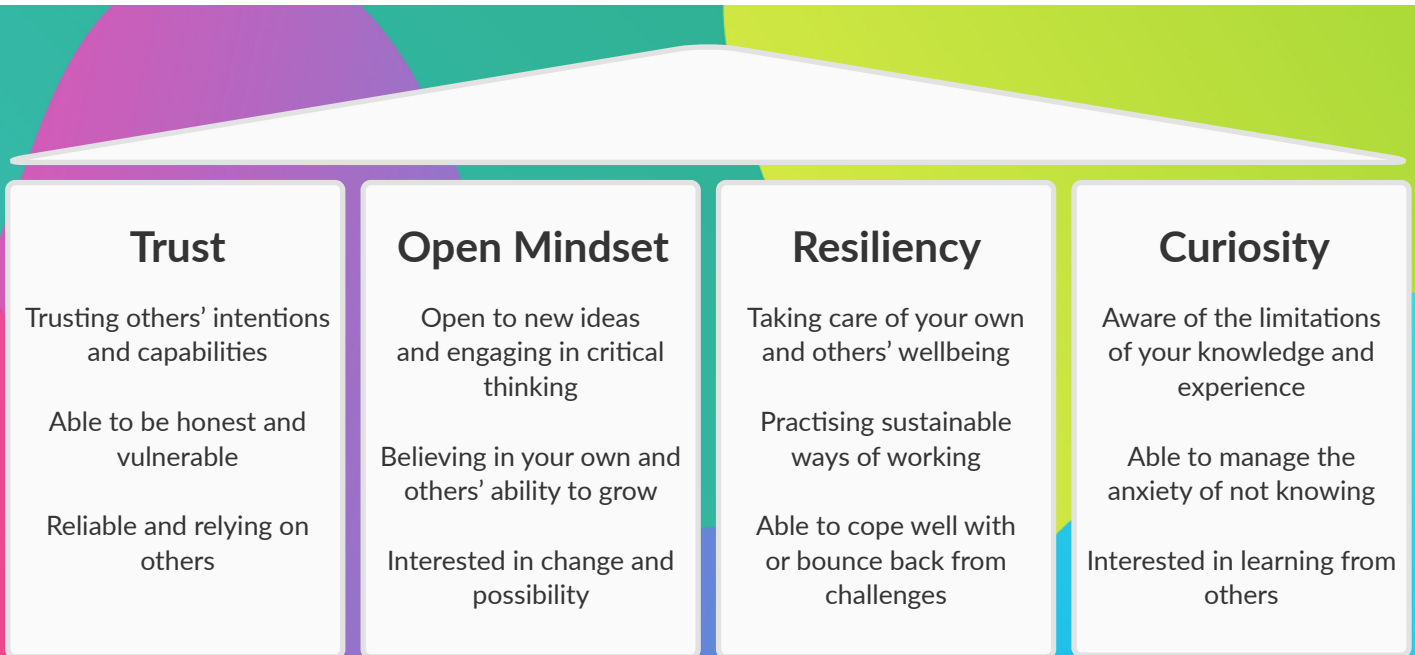 Trust
Trusting others’ intentions
and capabilities
Able to be honest and
vulnerable
Reliable and relying on
others
Open Mindset
Open to new ideas
and engaging in critical
thinking
Believing in your own and
others’ ability to grow
Interested in change and
possibility
Resiliency
Taking care of your own
and others’ wellbeing
Practising sustainable
ways of working
Able to cope well with
or bounce back from
challenges
Curiosity
Aware of the limitations
of your knowledge and
experience
Able to manage the
anxiety of not knowing
Interested in learning from
others